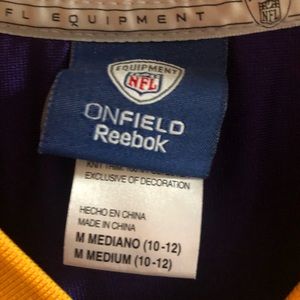 FL EQUIPMENT
NFL
EQUIPMENT
NFL
ONFIELD
Reebok
EXCLUSIVE OF DECORATION
HECHO EN CHINA
MADE IN CHINA
M MEDIANO (10-12)
M MEDIUM (10-12)